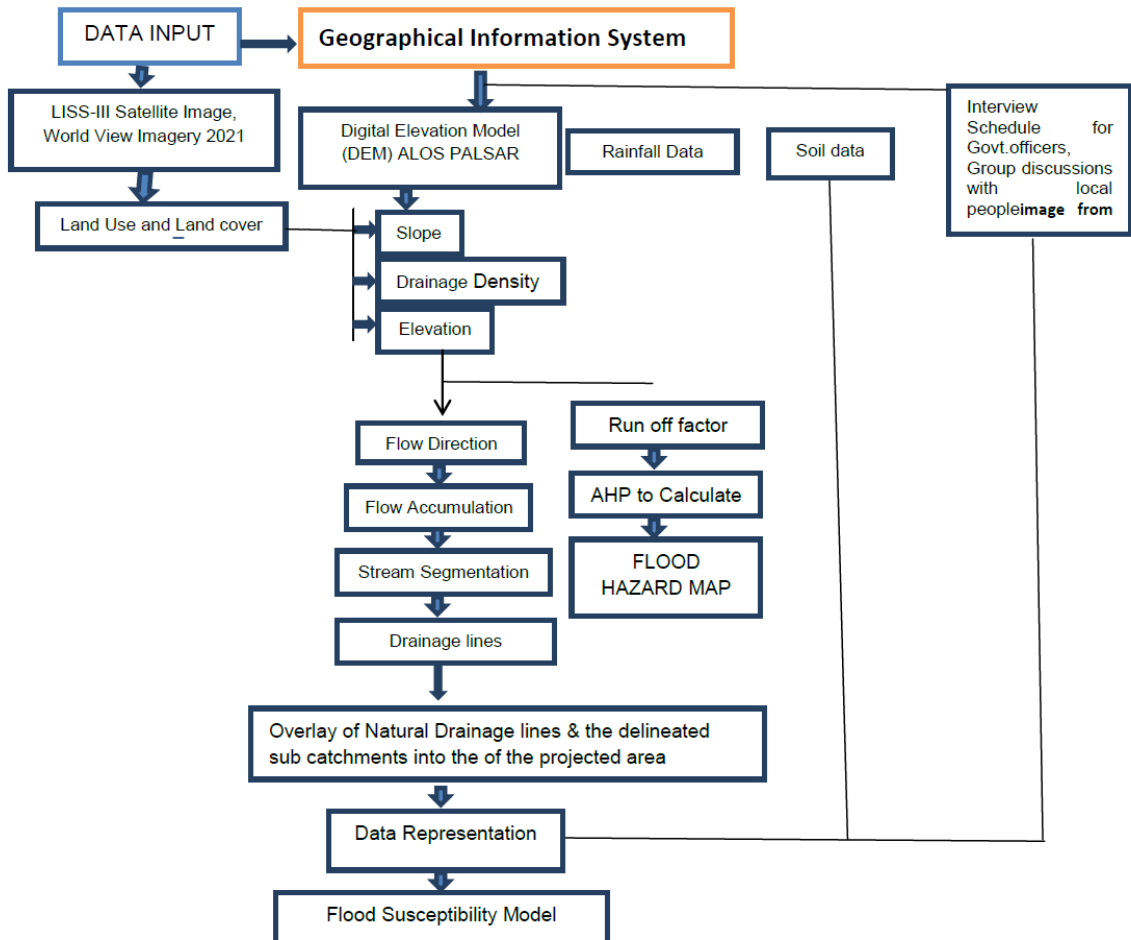 DATA INPUT
Geographical Information System
LISS-III Satellite Image,
World View Imagery 2021
Digital Elevation Model
(DEM) ALOS PALSAR
Rainfall Data
Soil data
Interview
Schedule for
Govt.officers,
Group discussions
with local
peopleimage from
Land Use and Land cover
Slope
Drainage Density
Elevation
Flow Direction
Run off factor
Flow Accumulation
AHP to Calculate
Stream Segmentation
FLOOD
HAZARD MAP
Drainage lines
Overlay of Natural Drainage lines & the delineated
sub catchments into the of the projected area
Data Representation
Flood Susceptibility Model